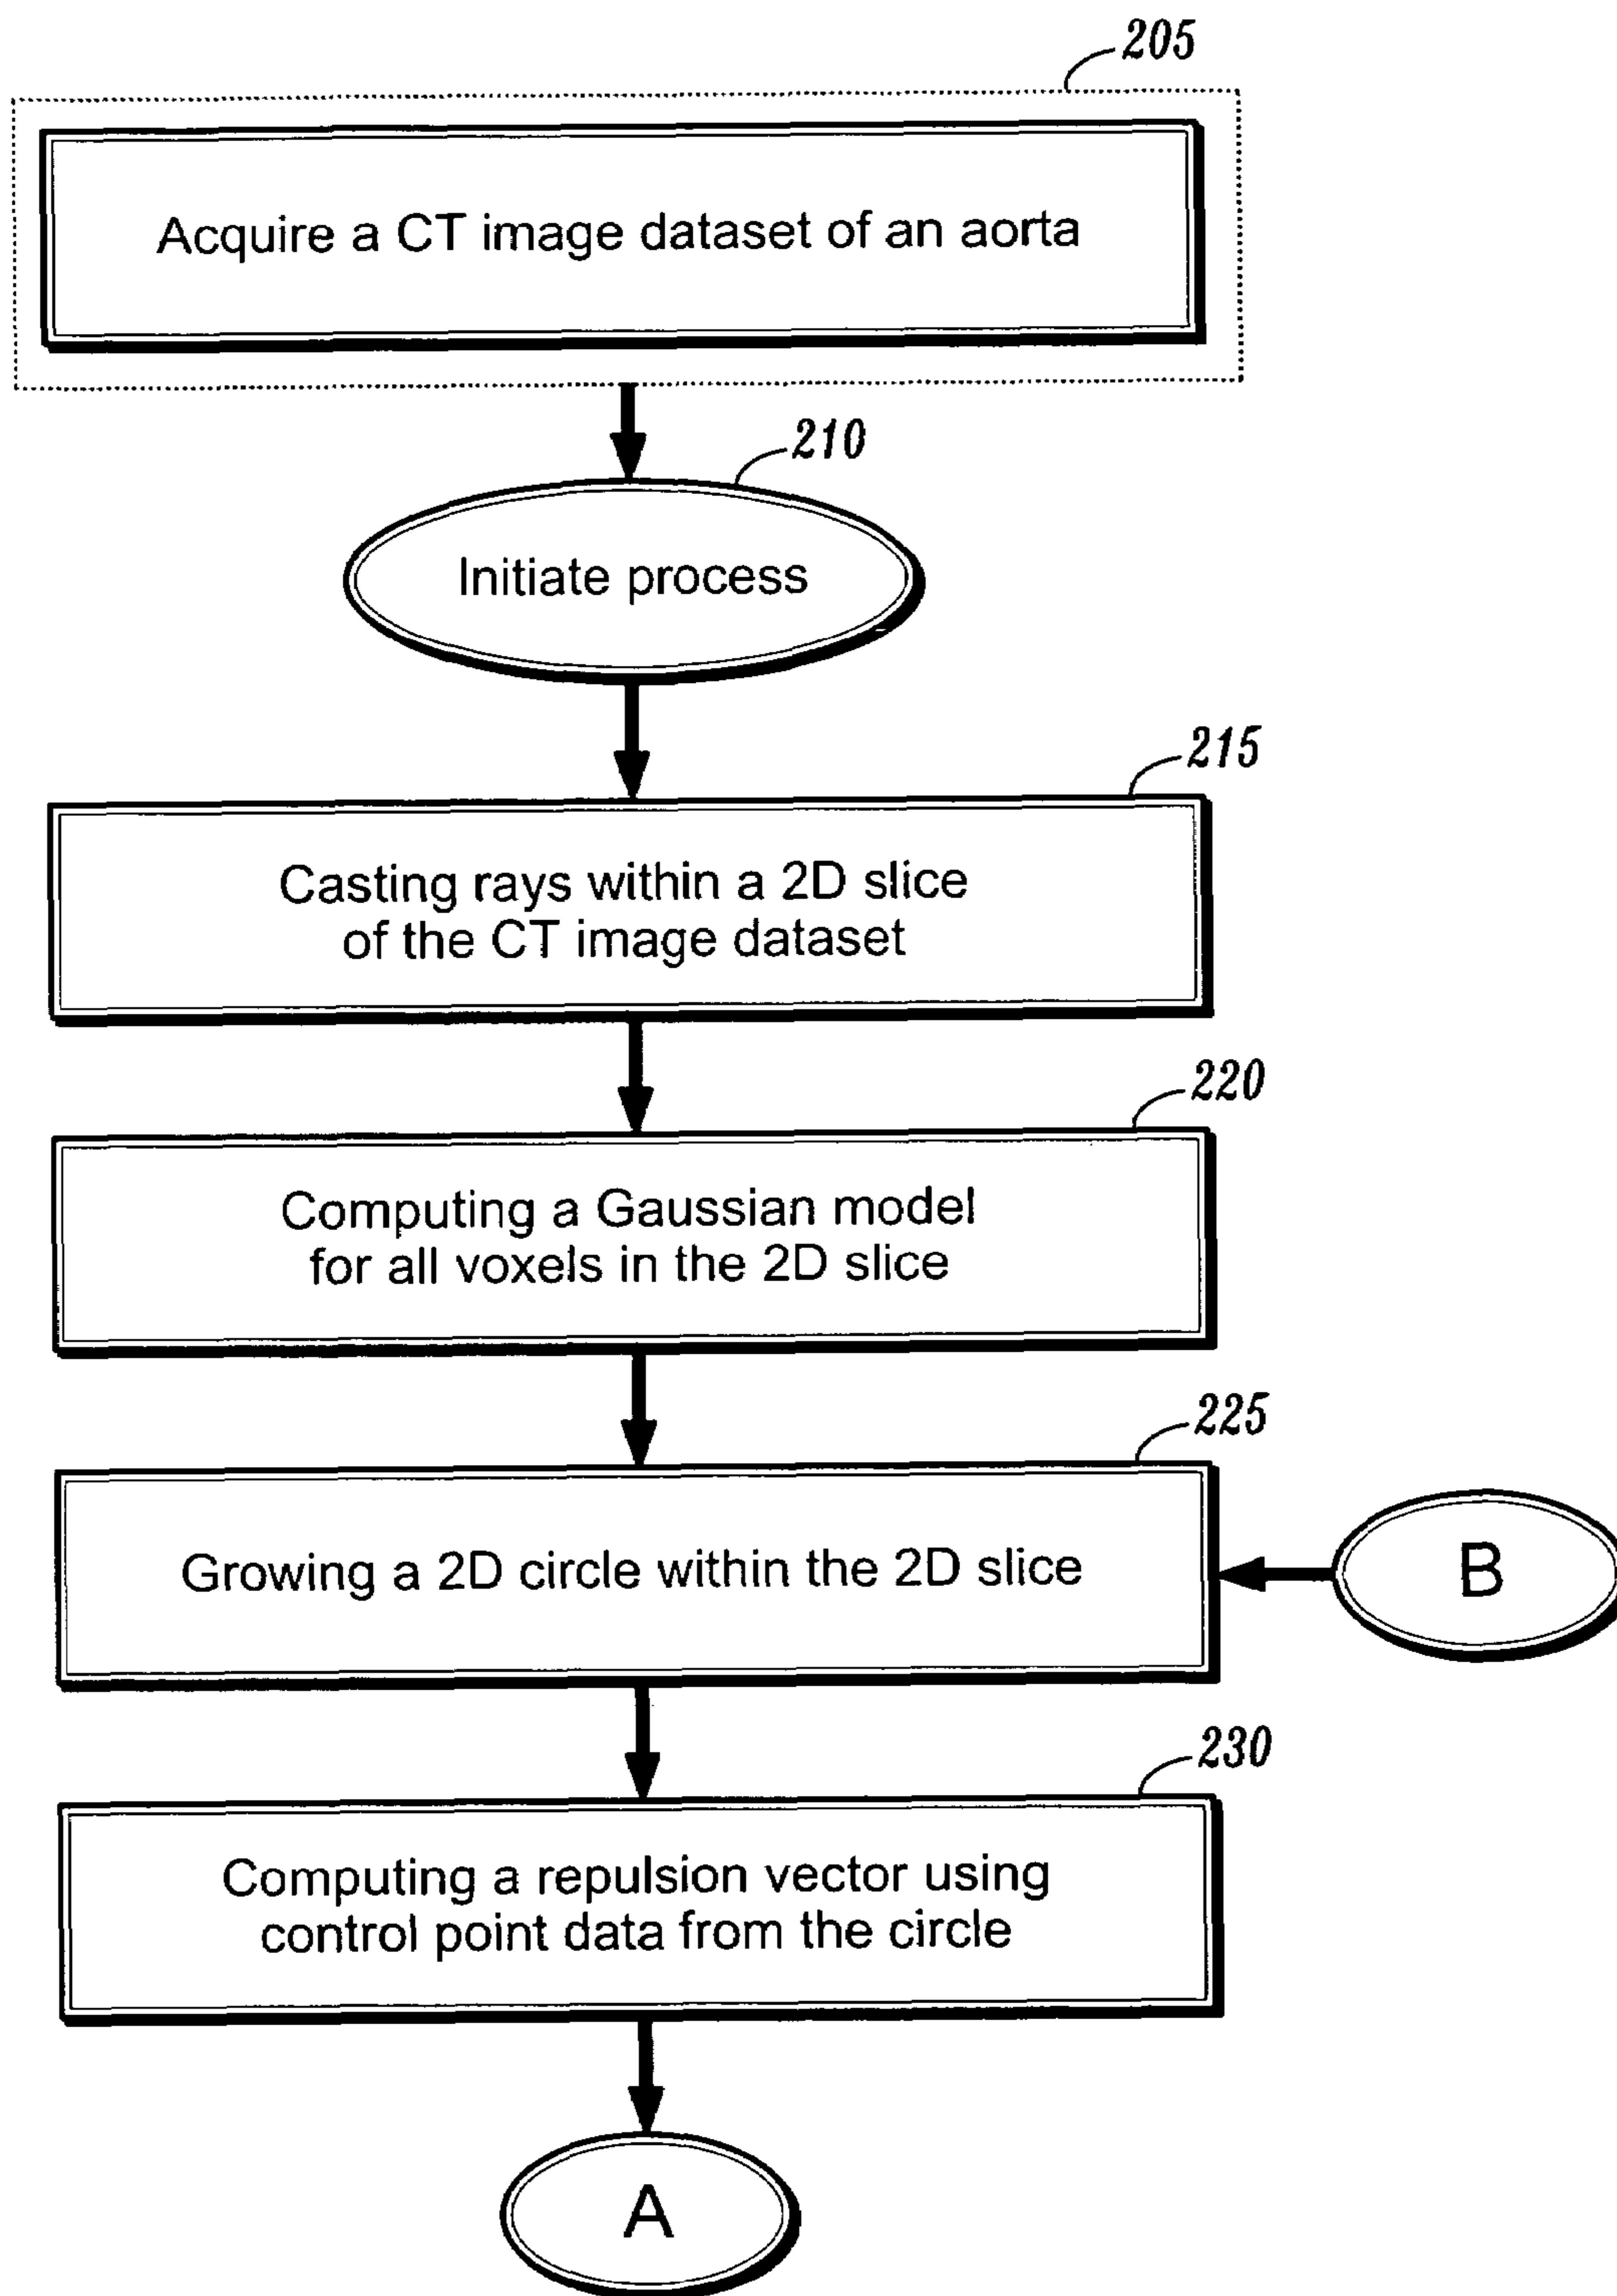 205
Acquire a CT image dataset of an aorta
210
Initiate process
215
Casting rays within a 2D slice
of the CT image dataset
220
Computing a Gaussian model
for all voxels in the 2D slice
225
Growing a 2D circle within the 2D slice
B
230
Computing a repulsion vector using
control point data from the circle
A